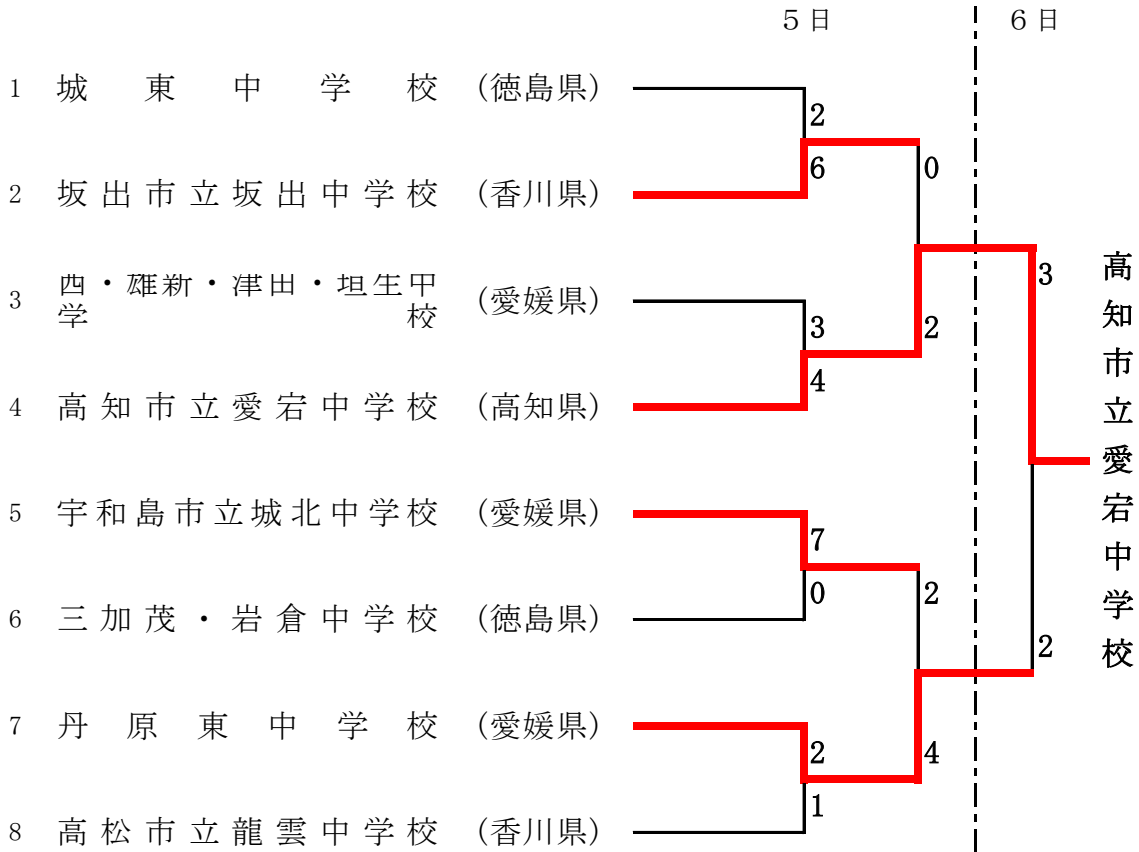 5日 6日
1 城東中学校 (徳島県)
2
6
2 坂出市立坂出中学校 (香川県)
0
3 西・雄新・津田・垣生中学校 (愛媛県)
3
3
2
4
4 高知市立愛宕中学校 (高知県)
高知市立愛宕中学校
5 宇和島市立城北中学校 (愛媛県)
7
0
2
6 三加茂・岩倉中学校 (徳島県)
2
7 丹原東中学校 (愛媛県)
2
4
1
8 高松市立龍雲中学校 (香川県)